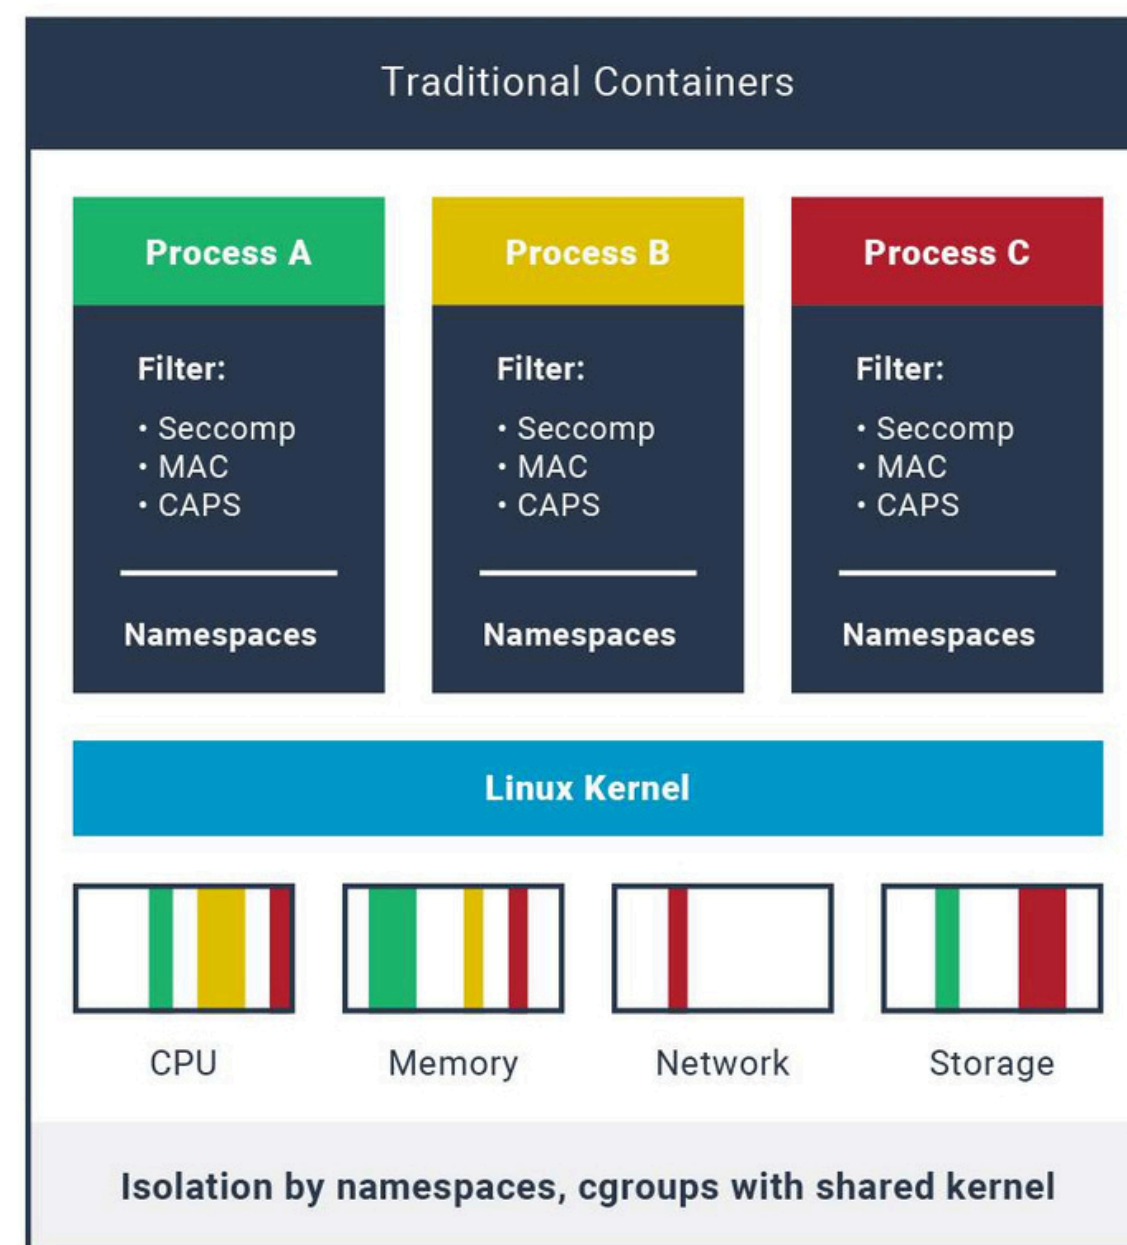 Traditional Containers
Process A
Filter:
• Seccomp
• MAC
• CAPS
Namespaces
Process B
Filter:
• Seccomp
• MAC
• CAPS
Namespaces
Process C
Filter:
• Seccomp
• MAC
• CAPS
Namespaces
Linux Kernel
CPU
Memory
Network
Storage
Isolation by namespaces, cgroups with shared kernel